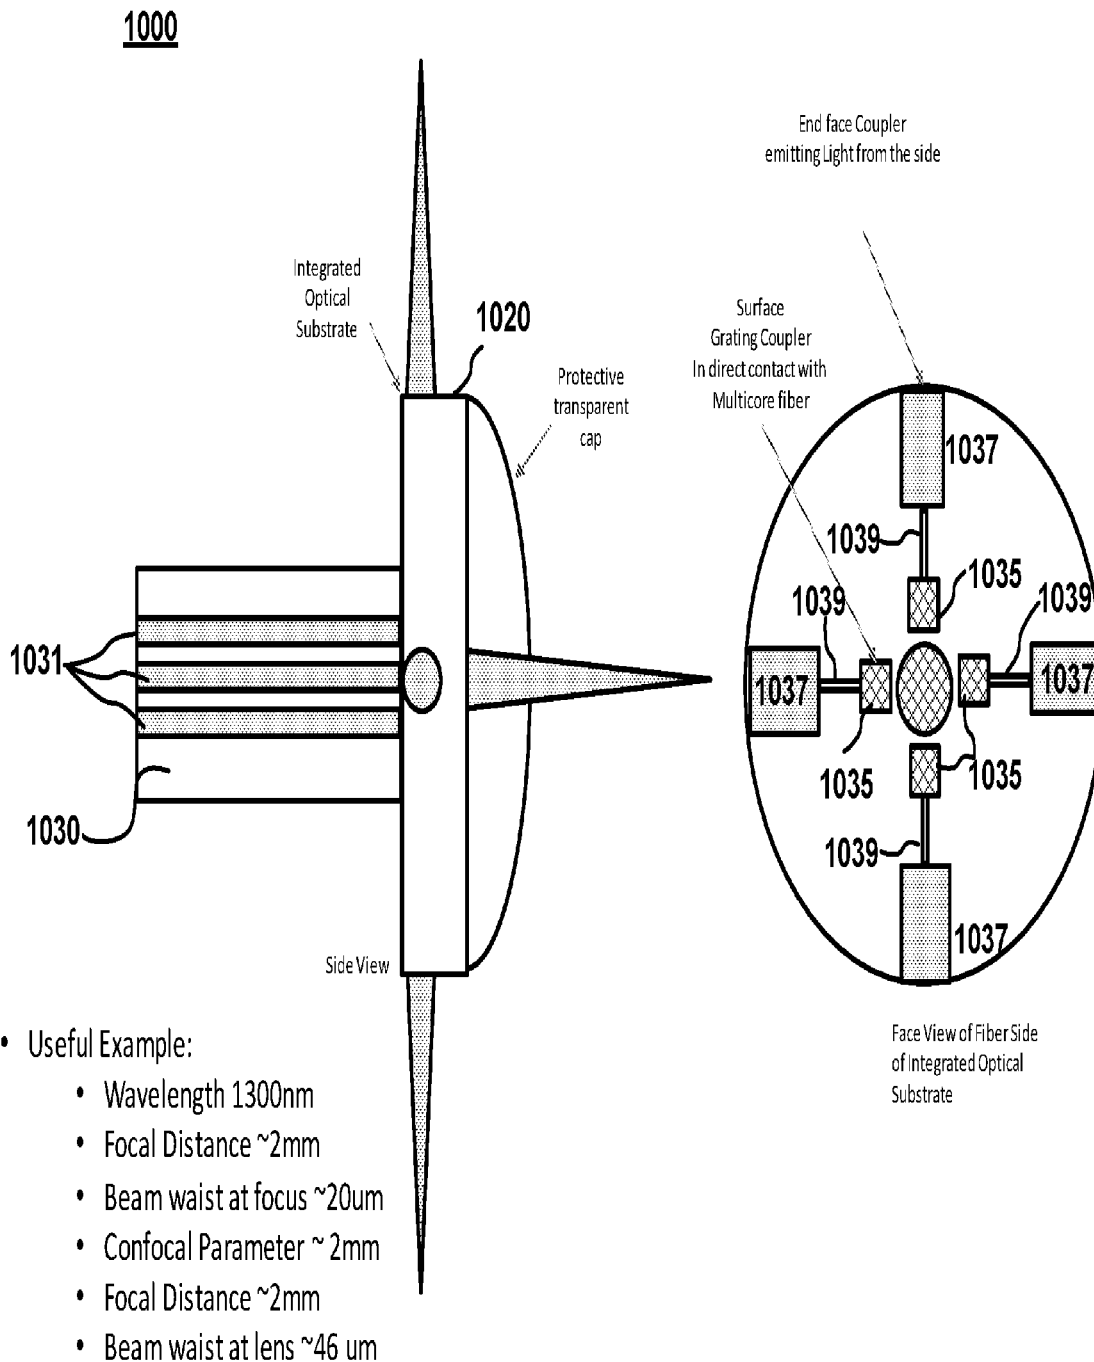 1000
End face Coupler
emitting Light from the side
Integrated
Optical
Substrate
1020
Surface
Grating Coupler
In direct contact with
Multicore fiber
Protective
transparent
cap
1037
1039
1035
1039
1039
1031
1037
1037
1035
1035
1030
1039
1037
Side View
Face View of Fiber Side
of Integrated Optical
Substrate
• Useful Example:
• Wavelength 1300nm
• Focal Distance ~2mm
• Beam waist at focus ~20um
• Confocal Parameter ~ 2mm
• Focal Distance ~2mm
• Beam waist at lens ~46 um